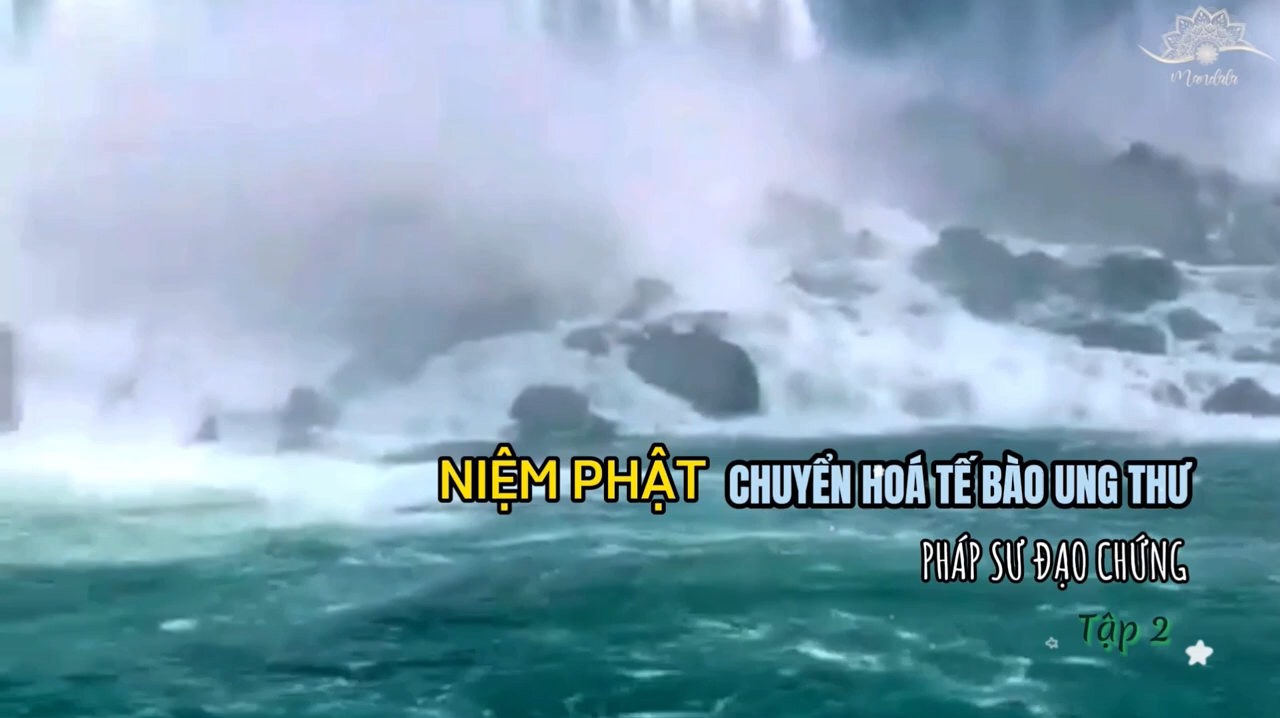 Mandala
NIỆM PHẬT CHUYỂN HOÁ TẾ BÀO UNG THƯ
PHÁP SƯ ĐẠO CHỨNG
Tập 2